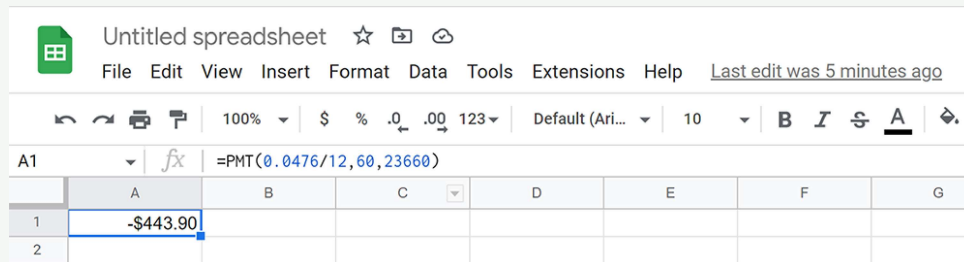 Untitled spreadsheet
File Edit View Insert Format Data Tools Extensions Help Last edit was 5 minutes ago
100% $ % .0 .00 123 Default (Ari... 10 B I S A
A1 fx =PMT(0.0476/12,60,23660)
A B C D E F G
1 -$443.90
2